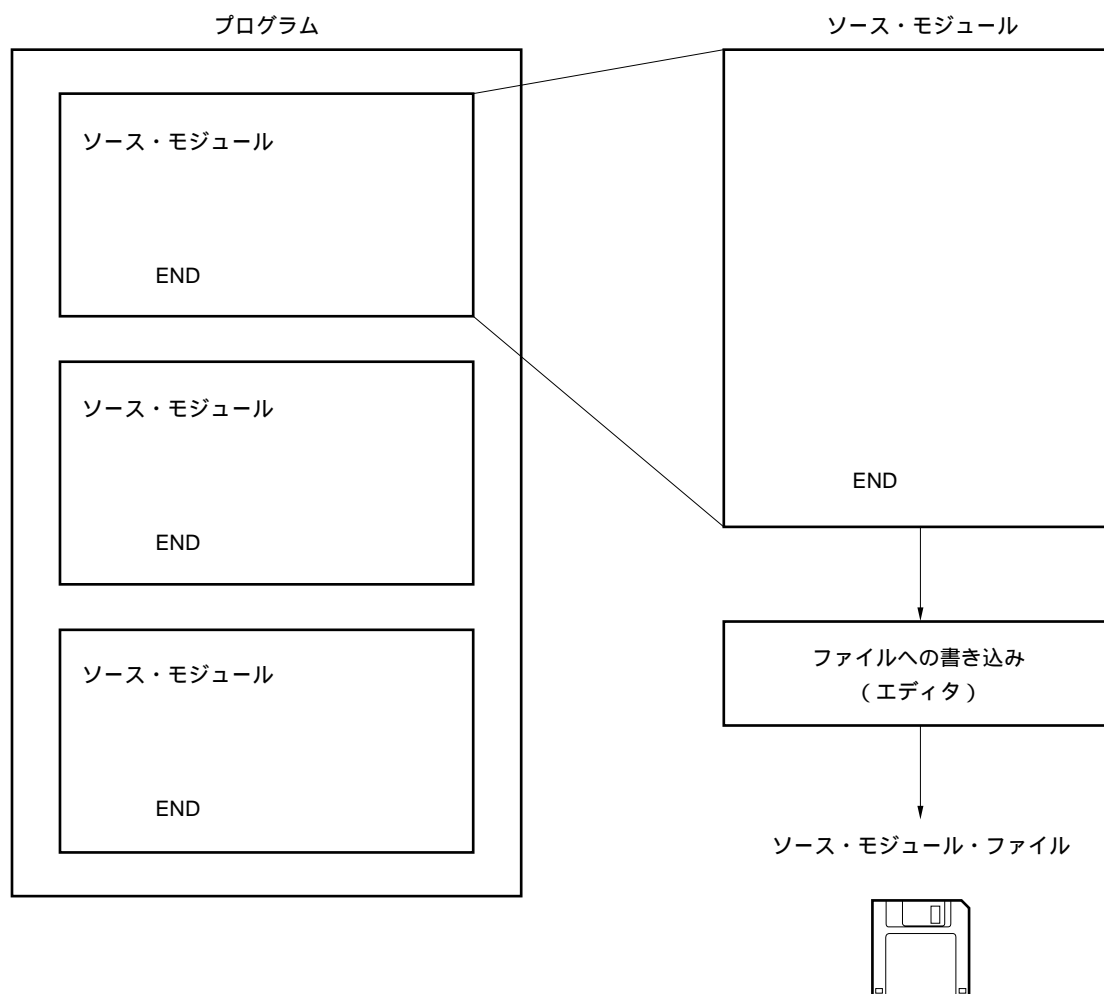 プログラム
ソース・モジュール
END
ソース・モジュール
END
ソース・モジュール
END
ソース・モジュール
END
ファイルへの書き込み
（エディタ）
ソース・モジュール・ファイル